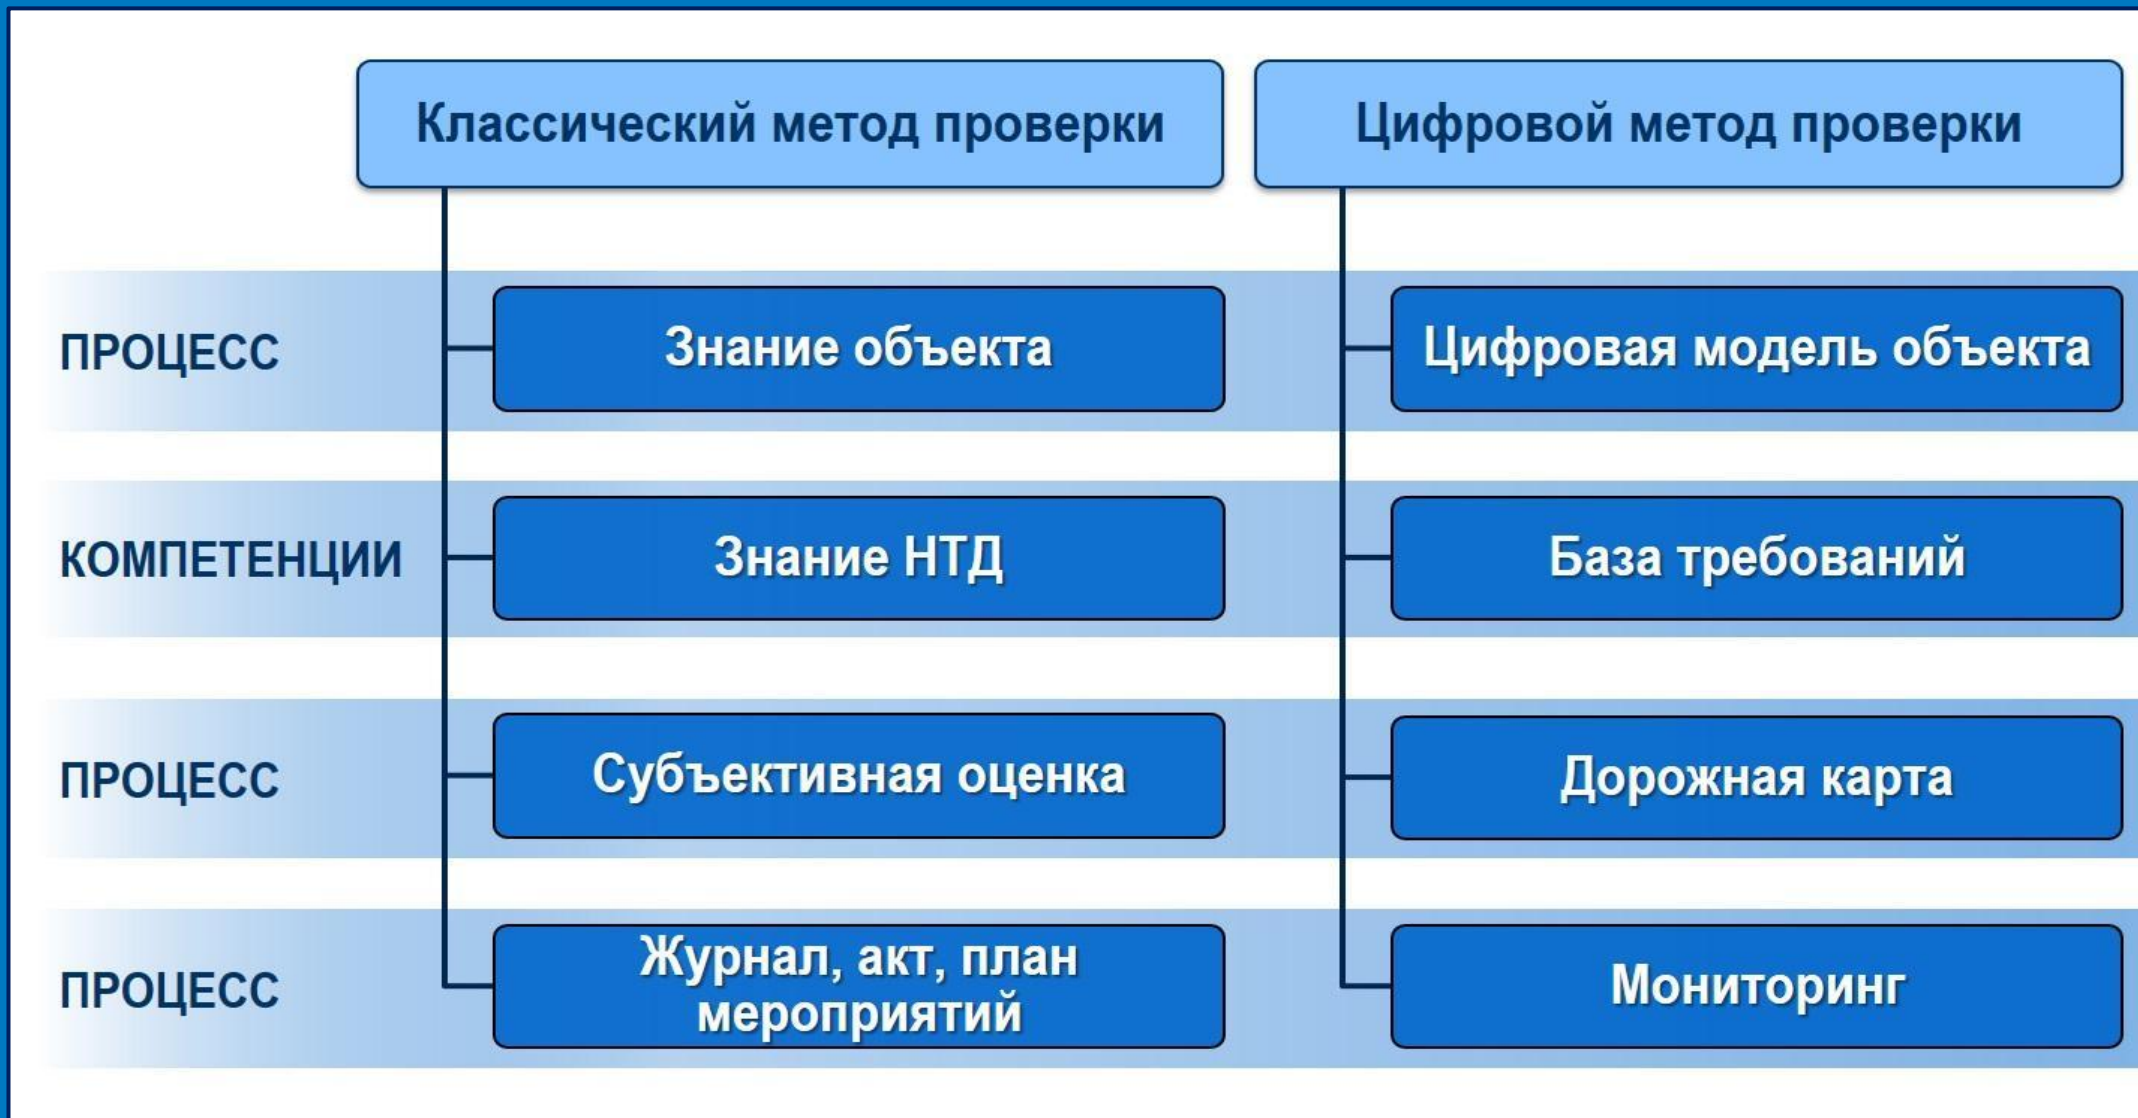 Классический метод проверки
Цифровой метод проверки
ПРОЦЕСС
Знание объекта
Цифровая модель объекта
КОМПЕТЕНЦИИ
Знание НТД
База требований
ПРОЦЕСС
Субъективная оценка
Дорожная карта
ПРОЦЕСС
Журнал, акт, план
мероприятий
Мониторинг